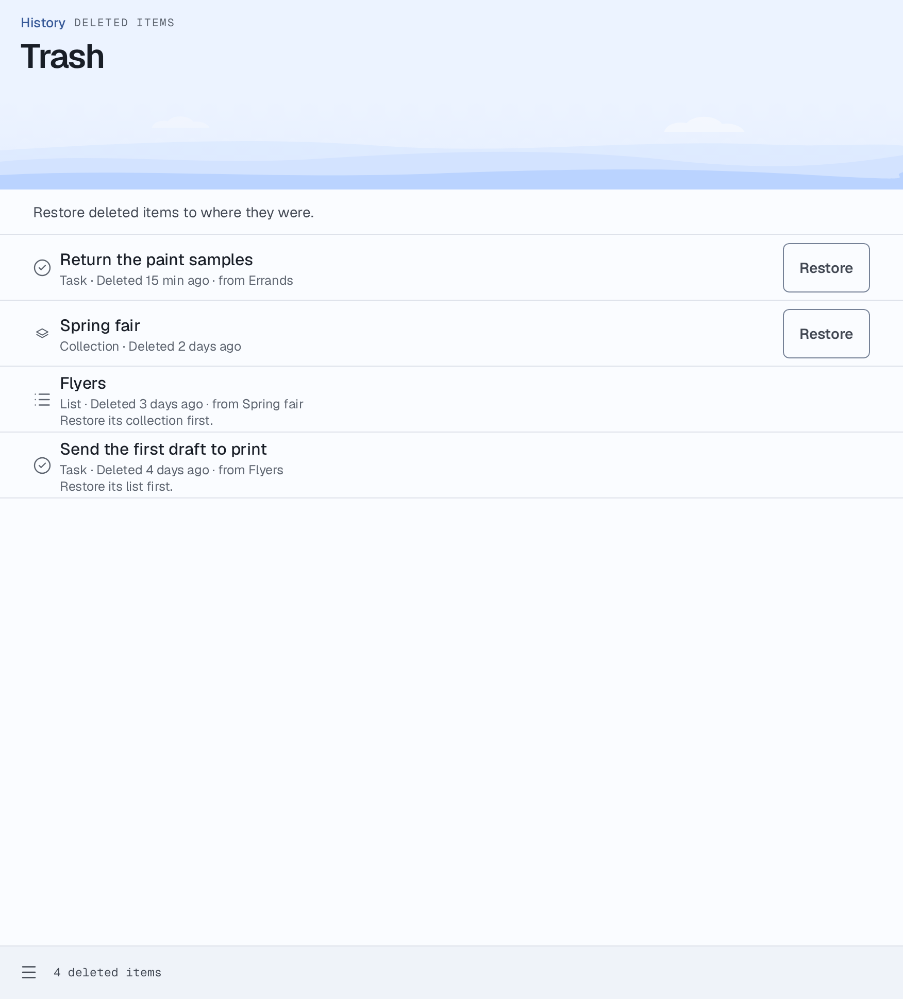 History DELETED ITEMS
Trash
Restore deleted items to where they were.
Return the paint samples
Task · Deleted 15 min ago · from Errands
Restore
Spring fair
Collection · Deleted 2 days ago
Restore
Flyers
List · Deleted 3 days ago · from Spring fair
Restore its collection first.
Send the first draft to print
Task · Deleted 4 days ago · from Flyers
Restore its list first.
4 deleted items